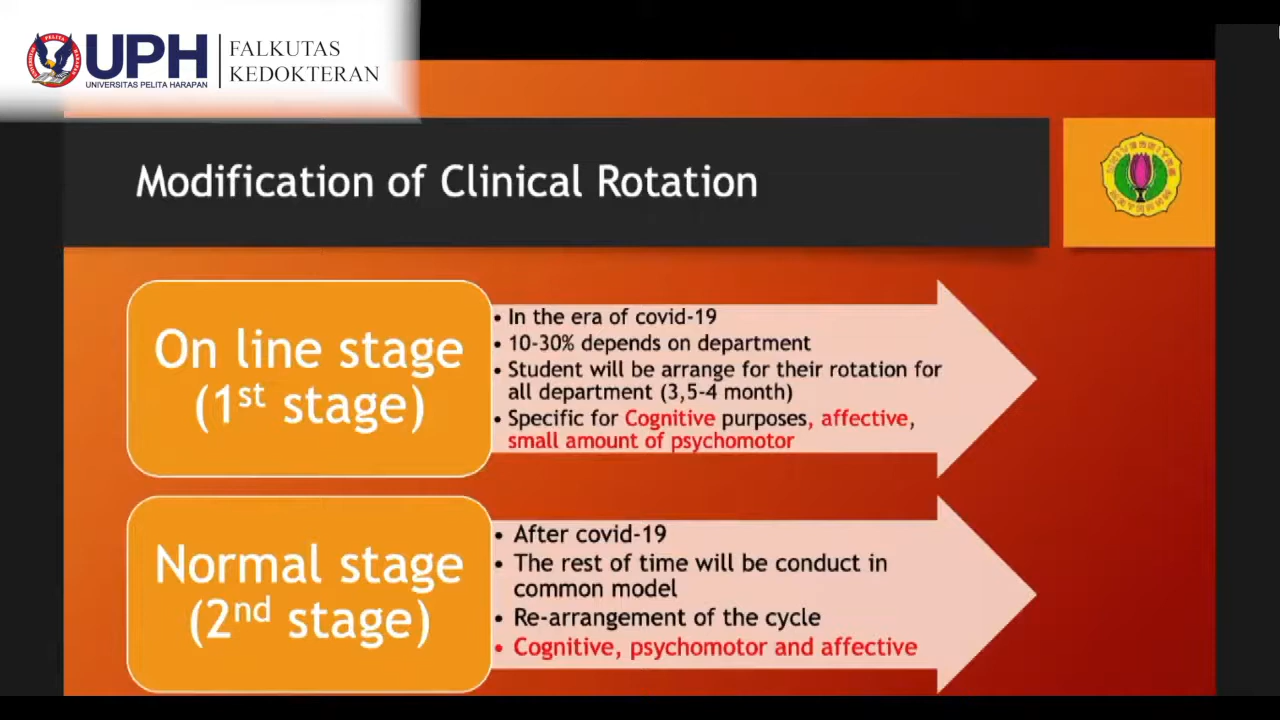 UPH
UNIVERSITAS PELITA HARAPAN
FALKUTAS
KEDOKTERAN
Modification of Clinical Rotation
On line stage
(1st stage)
• In the era of covid-19
• 10-30% depends on department
• Student will be arrange for their rotation for
all department (3,5-4 month)
• Specific for Cognitive purposes, affective,
small amount of psychomotor
Normal stage
(2nd stage)
• After covid-19
• The rest of time will be conduct in
common model
• Re-arrangement of the cycle
• Cognitive, psychomotor and affective